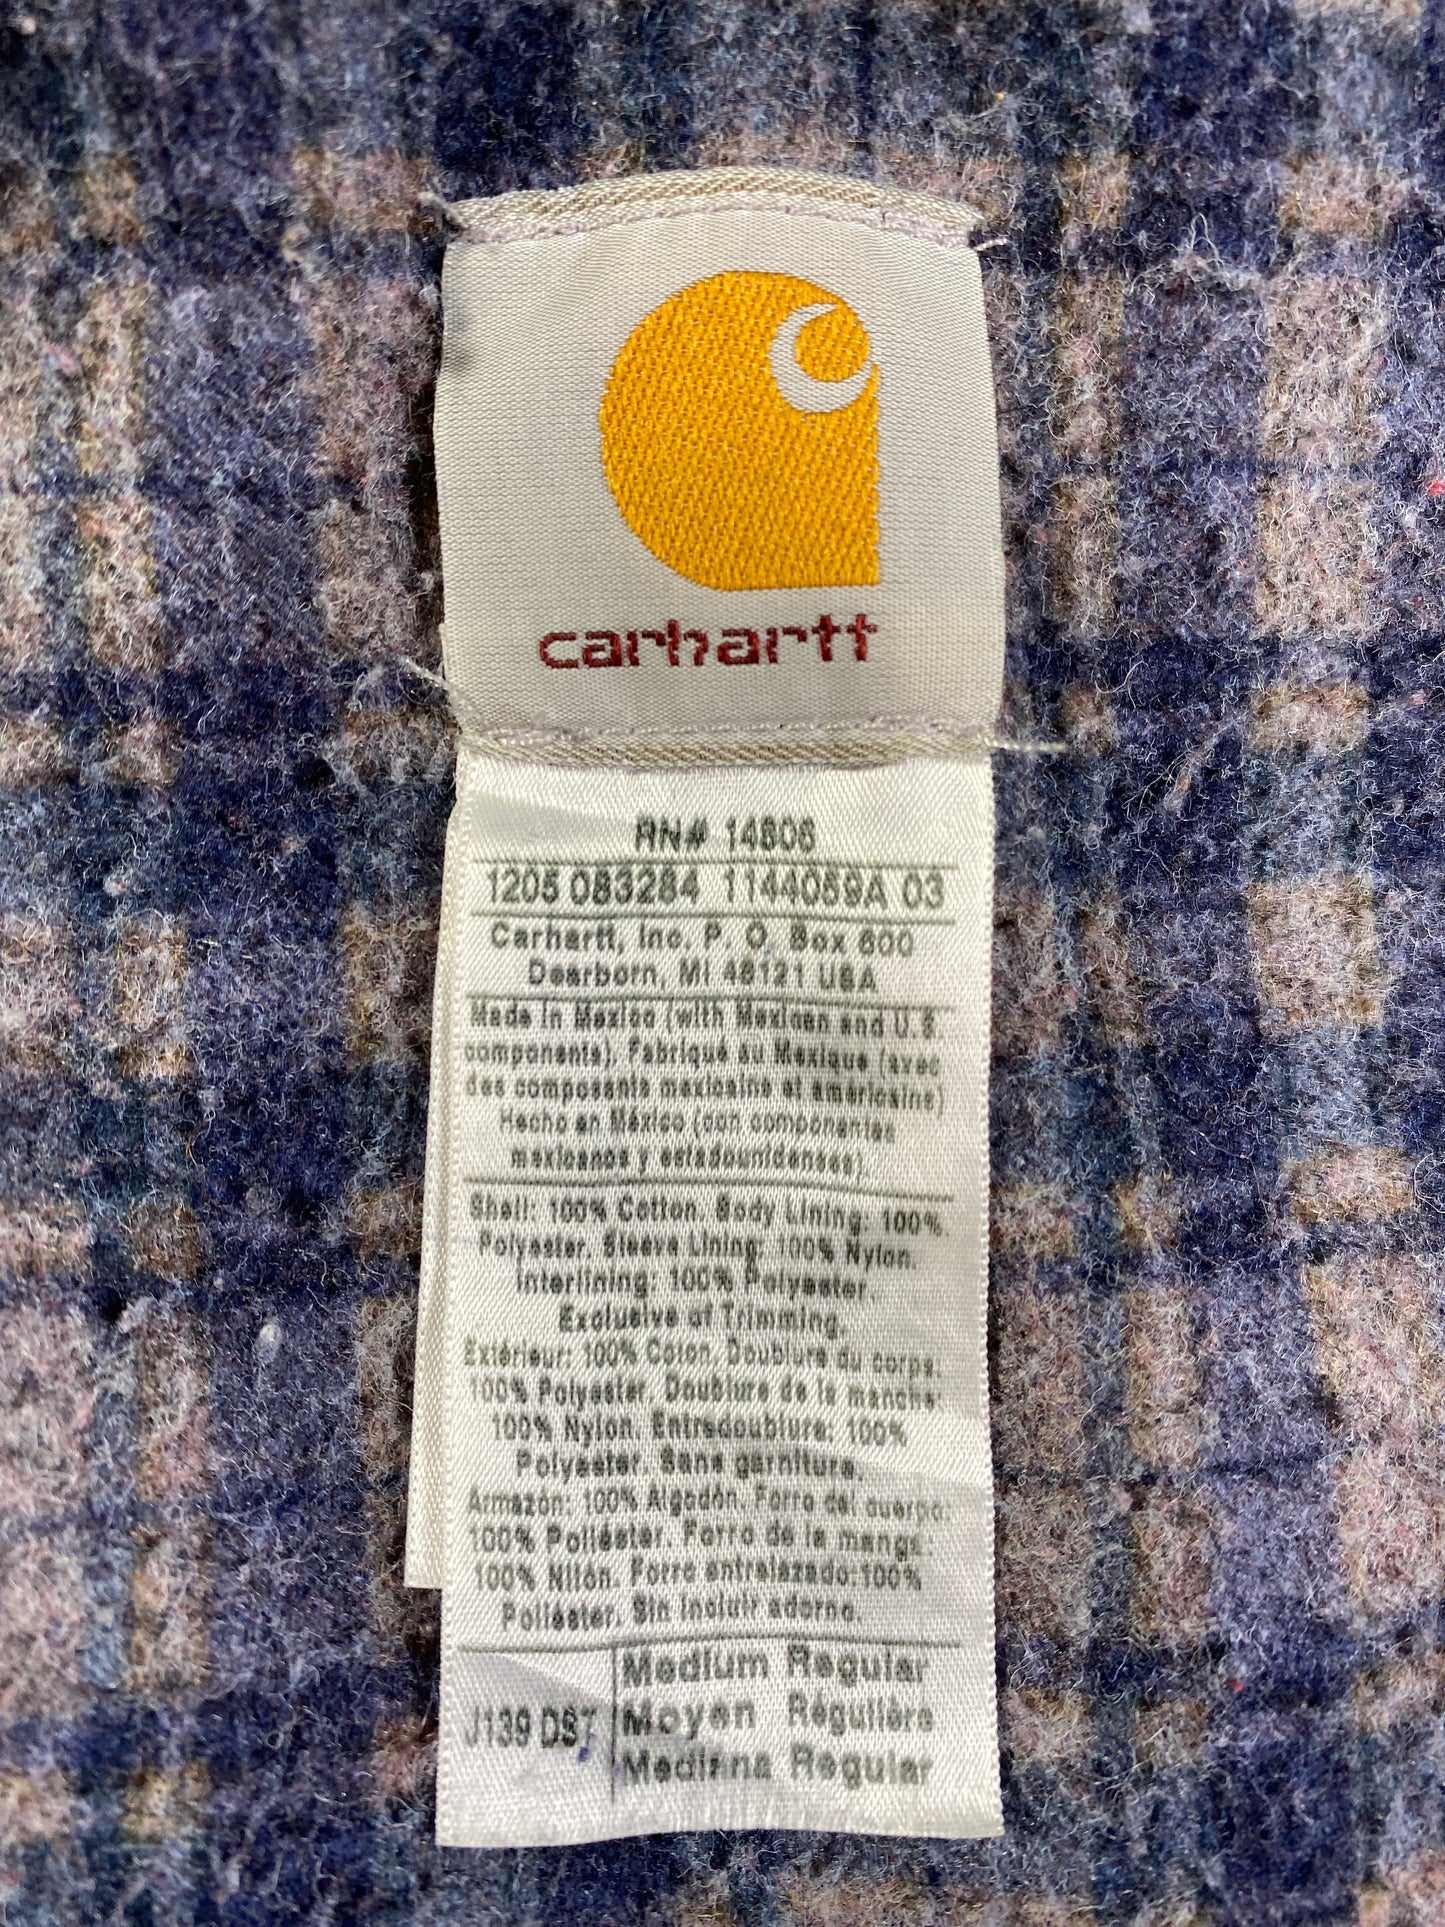 carhartt
RN# 14806
1205 083284 1144059A 03
Carhartt, Inc. P. O. Box 600
Dearborn, MI 48121 USA
Made in Mexico (with Mexican and U.S.
components). Fabriqué au Mexique (avec
des composants mexicains et americains)
Hecho en México (con componentes
mexicanos y estadounidenses).
Shell: 100% Cotton. Body Lining: 100%
Polyester. Sleeve Lining: 100% Nylon.
Interlining: 100% Polyester.
Exclusive of Trimming.
Extérieur: 100% Coton. Doublure du corps:
100% Polyester. Doublure de la manche:
100% Nylon. Entredoublure: 100%
Polyester. Sans garniture.
Armazon: 100% Algodón. Forro del cuerpo:
100% Poliéster. Forro de la manga:
100% Nilón. Forro entrelazado:100%
Poliéster. Sin incluir adorno.
J139 DST
Medium Regular
Moyen Régulière
Mediana Regular